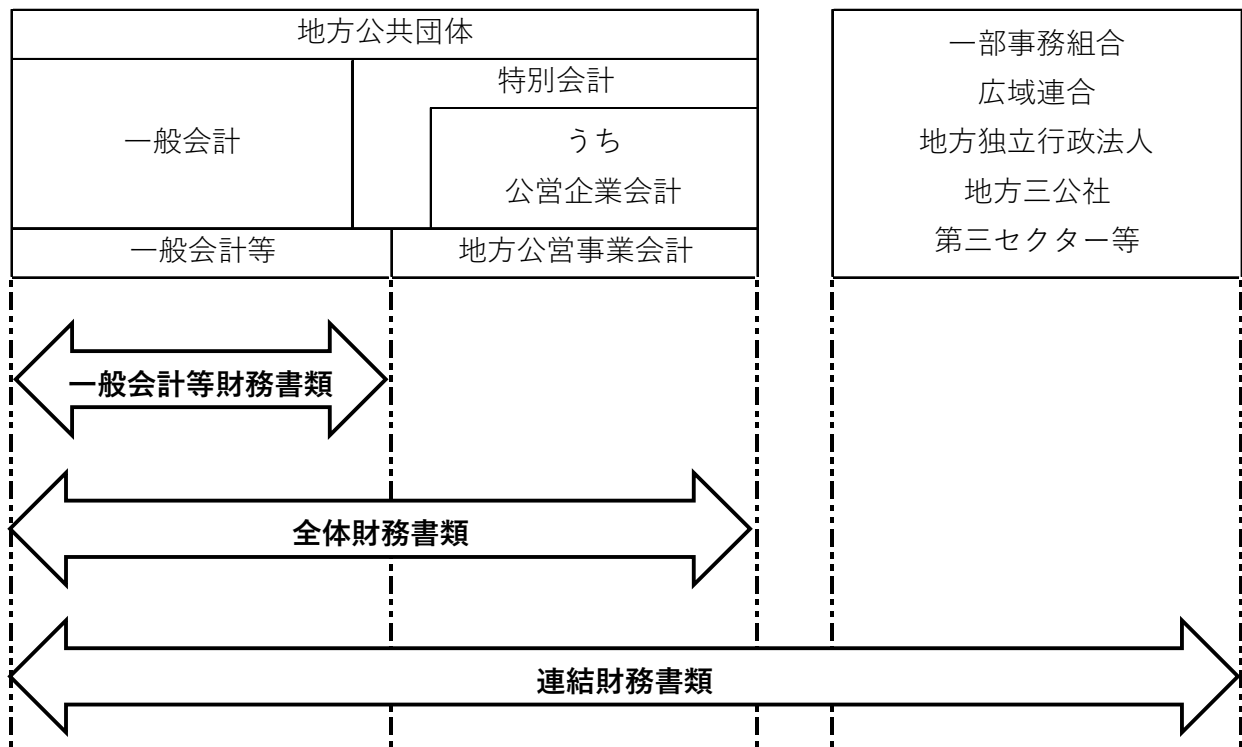 地方公共団体
一般会計
特別会計
うち
公営企業会計
一般会計等
地方公営事業会計
一部事務組合
広域連合
地方独立行政法人
地方三公社
第三セクター等
一般会計等財務書類
全体財務書類
連結財務書類